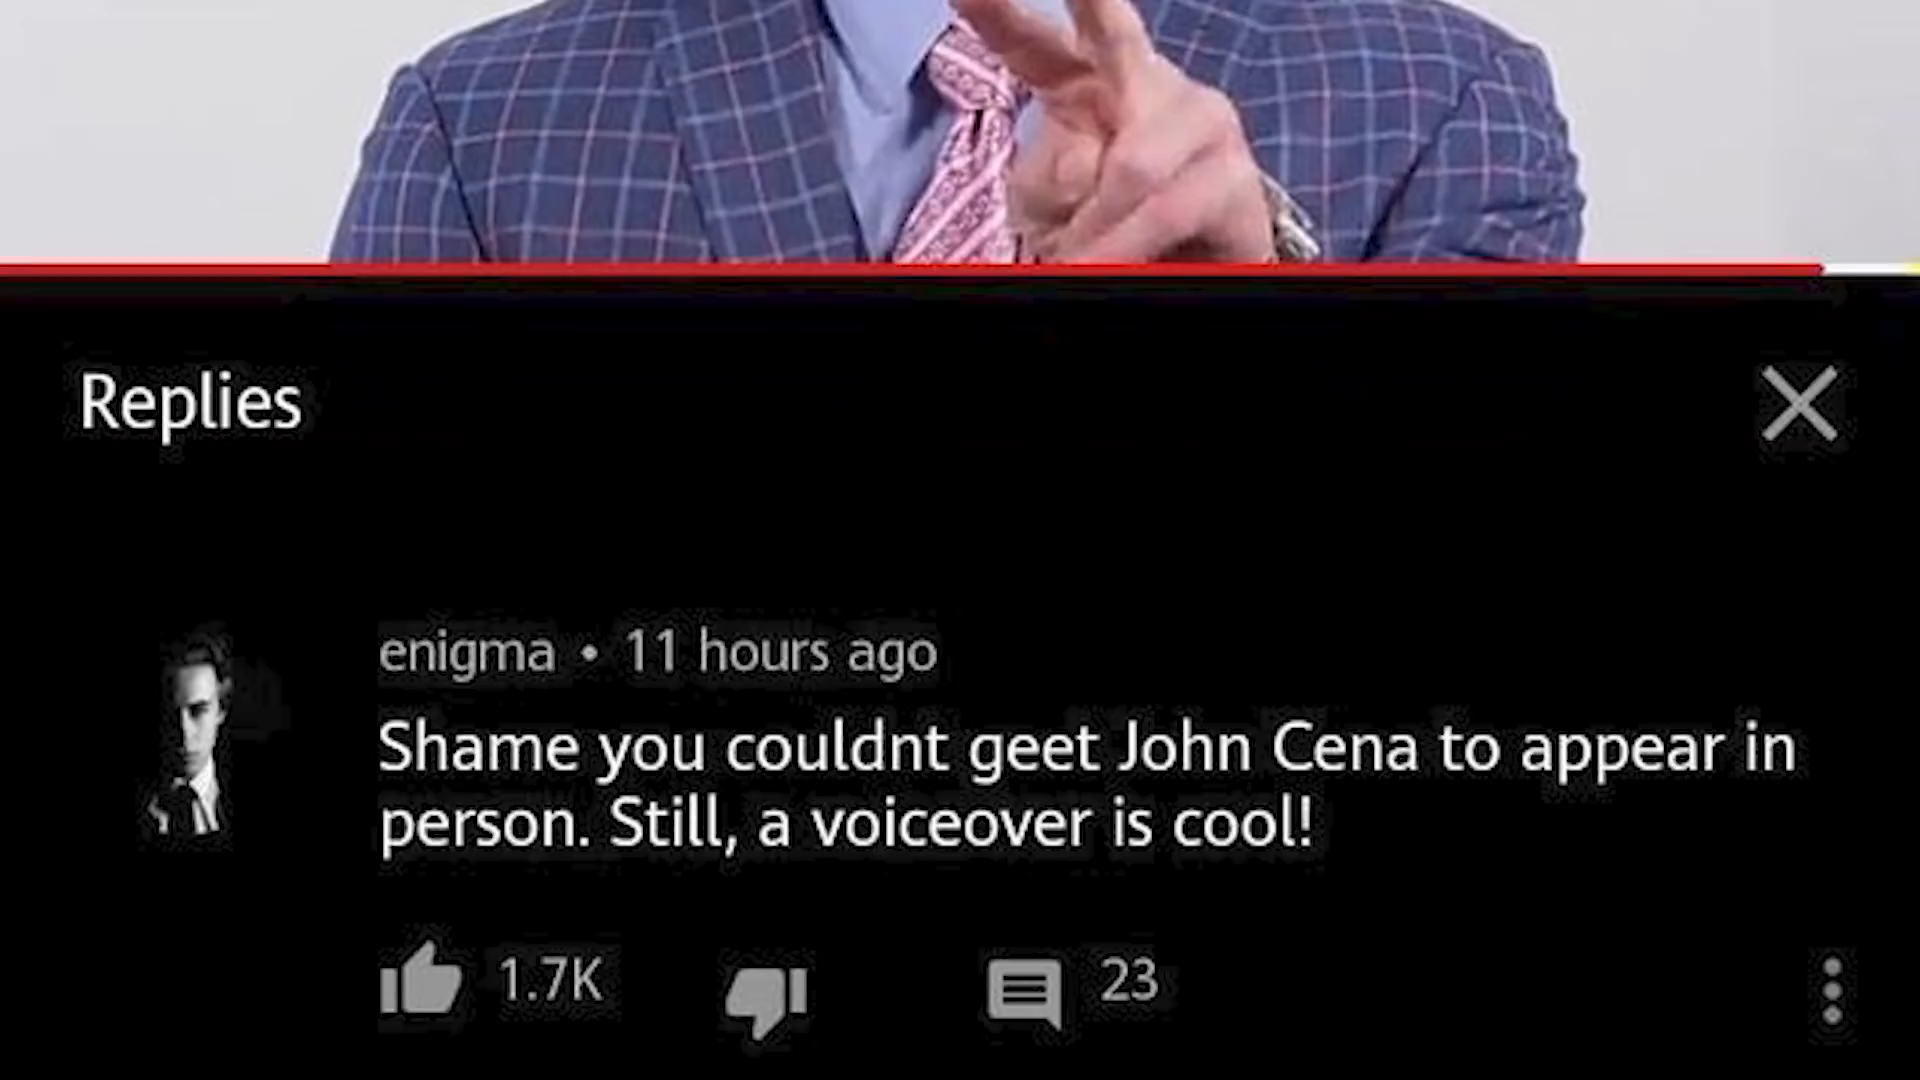 Replies
enigma • 11 hours ago
Shame you couldnt geet John Cena to appear in
person. Still, a voiceover is cool!
1.7K
23